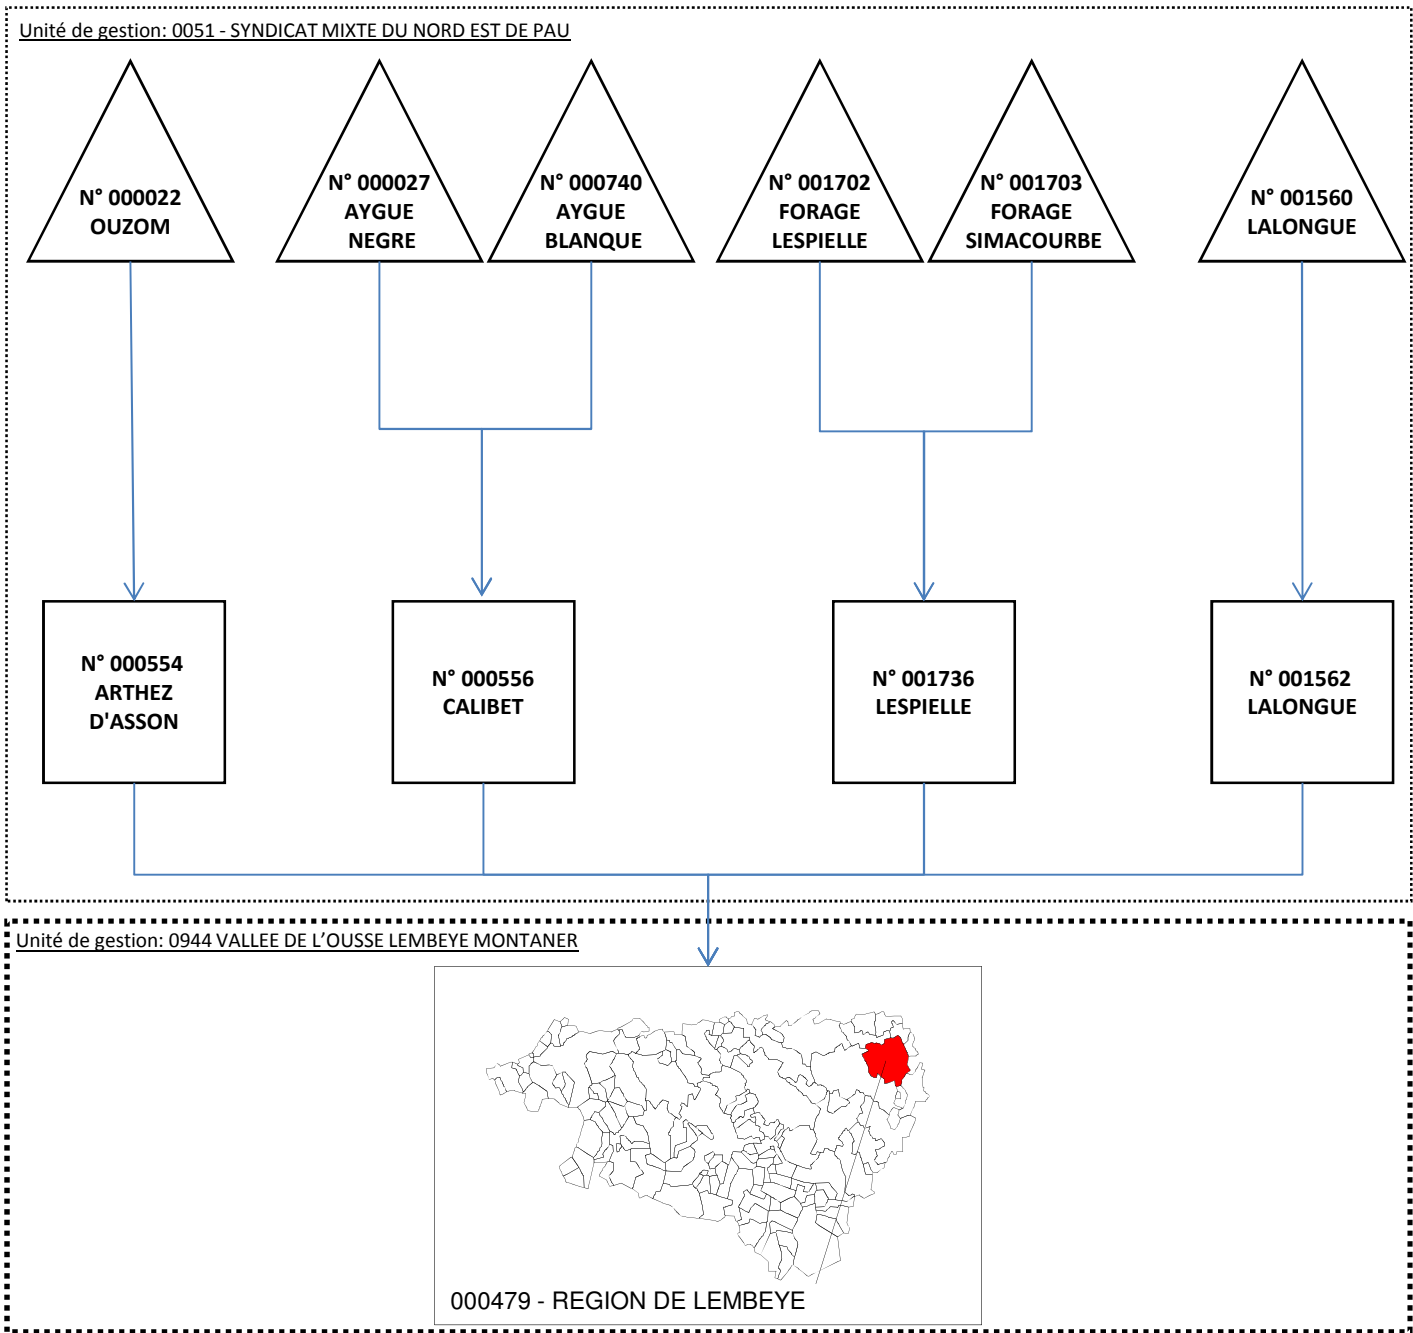 Unité de gestion: 0051 - SYNDICAT MIXTE DU NORD EST DE PAU
N° 000022
OUZOM
N° 000027
AYGUE
NEGRE
N° 000740
AYGUE
BLANQUE
N° 001702
FORAGE
LESPIELLE
N° 001703
FORAGE
SIMACOURBE
N° 001560
LALONGUE
N° 000554
ARTHEZ
D'ASSON
N° 000556
CALIBET
N° 001736
LESPIELLE
N° 001562
LALONGUE
Unité de gestion: 0944 VALLEE DE L’OUSSE LEMBEYE MONTANER
000479 - REGION DE LEMBEYE